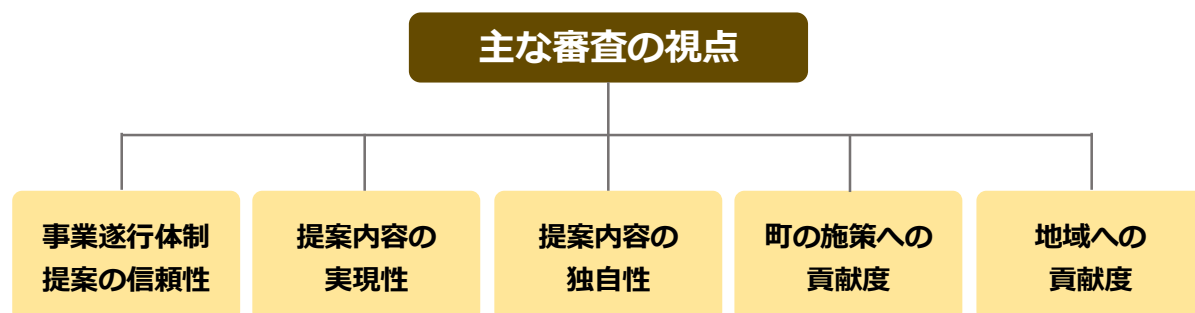 主な審査の視点
事業遂行体制
提案の信頼性
提案内容の
実現性
提案内容の
独自性
町の施策への
貢献度
地域への
貢献度